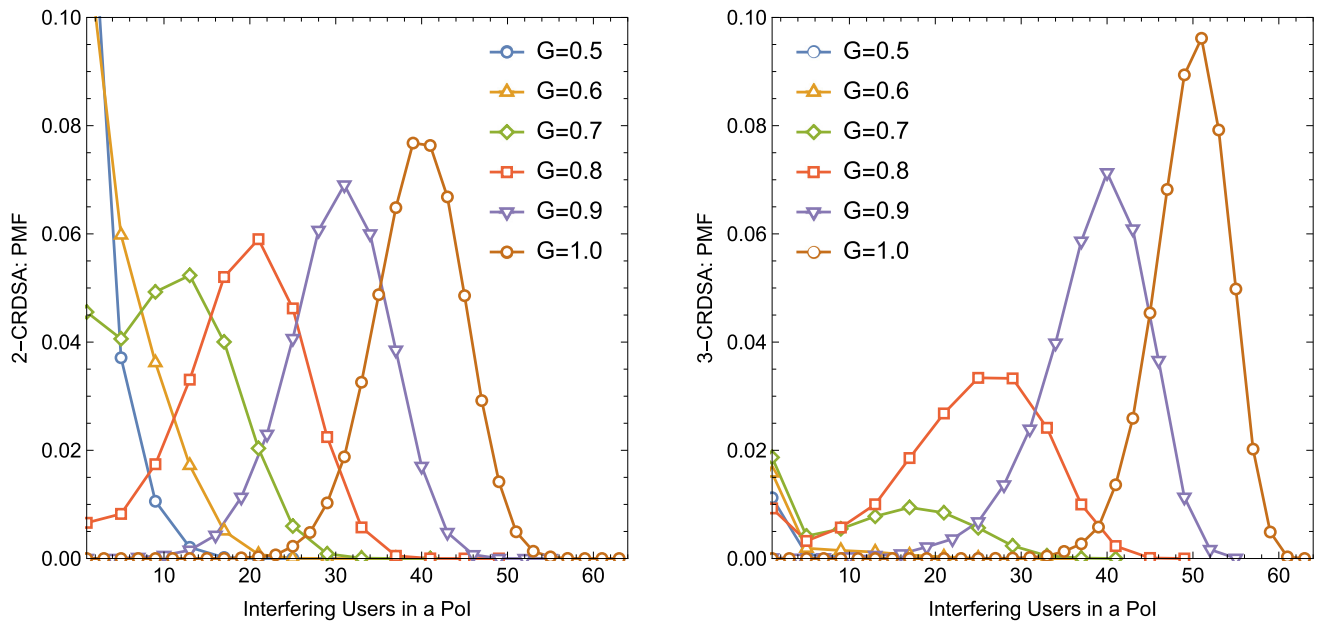 2-CRDSA: PMF
0.10
0.08
0.06
0.04
0.02
0.00
10 20 30 40 50 60
Interfering Users in a PoI
G=0.5
G=0.6
G=0.7
G=0.8
G=0.9
G=1.0
3-CRDSA: PMF
0.10
0.08
0.06
0.04
0.02
0.00
10 20 30 40 50 60
Interfering Users in a PoI
G=0.5
G=0.6
G=0.7
G=0.8
G=0.9
G=1.0